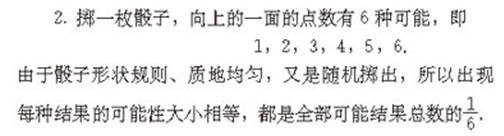 2. 掷一枚骰子，向上的一面的点数有 6 种可能，即
1, 2, 3, 4, 5, 6.
由于骰子形状规则、质地均匀，又是随机掷出，所以出现
每种结果的可能性大小相等，都是全部可能结果总数的1/6.